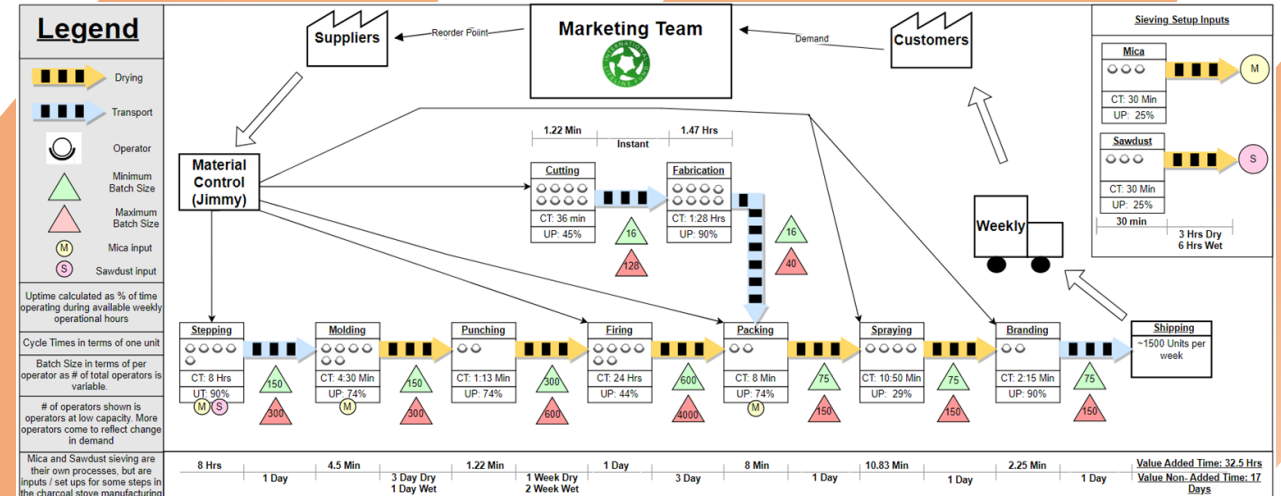 Legend
Drying
Transport
Operator
Minimum
Batch Size
Maximum
Batch Size
M
Mica input
S
Sawdust input
Uptime calculated as % of time
operating during available weekly
operational hours
Cycle Times in terms of one unit
Batch Size in terms of per
operator as # of total operators is
variable.
# of operators shown is
operators at low capacity. More
operators come to reflect change
in demand
Mica and Sawdust sieving are
their own processes, but are
inputs / set ups for some steps in
the charcoal stove manufacturing
Suppliers
Reorder Poiint
Marketing Team
Demand
Customers
Sieving Setup Inputs
Mica
CT: 30 Min
UP: 25%
M
Sawdust
CT: 30 Min
UP: 25%
S
30 min
3 Hrs Dry
6 Hrs Wet
Material
Control
(Jimmy)
1.22 Min
Instant
1.47 Hrs
Cutting
CT: 36 min
UP: 45%
16
128
Fabrication
CT: 1:28 Hrs
UP: 90%
16
40
Weekly
Stepping
CT: 8 Hrs
UT: 90%
M
S
150
300
Molding
CT: 4:30 Min
UP: 74%
M
150
300
Punching
CT: 1:13 Min
UP: 74%
300
600
Firing
CT: 24 Hrs
UP: 44%
600
4000
Packing
CT: 8 Min
UP: 74%
M
75
150
Spraying
CT: 10:50 Min
UP: 29%
75
150
Branding
CT: 2:15 Min
UP: 90%
75
150
Shipping
~1500 Units per
week
8 Hrs
1 Day
4.5 Min
3 Day Dry
1 Day Wet
1.22 Min
1 Week Dry
2 Week Wet
1 Day
3 Day
8 Min
1 Day
10.83 Min
1 Day
2.25 Min
1 Day
Value Added Time: 32.5 Hrs
Value Non- Added Time: 17
Days